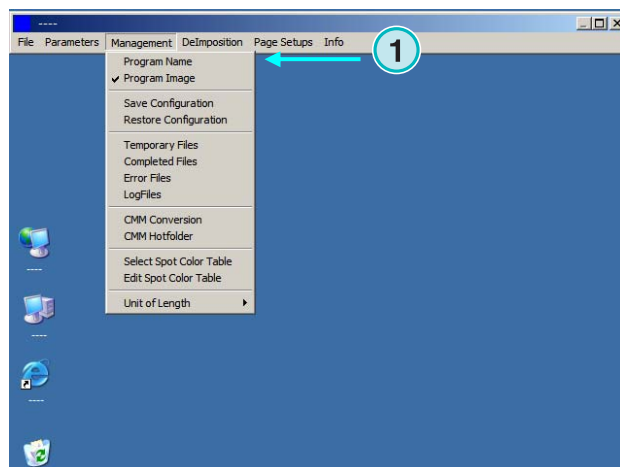 ----
File Parameters Management DeImposition Page Setups Info
1
Program Name
Program Image
Save Configuration
Restore Configuration
Temporary Files
Completed Files
Error Files
LogFiles
CMM Conversion
CMM Hotfolder
Select Spot Color Table
Edit Spot Color Table
Unit of Length
----
----
----